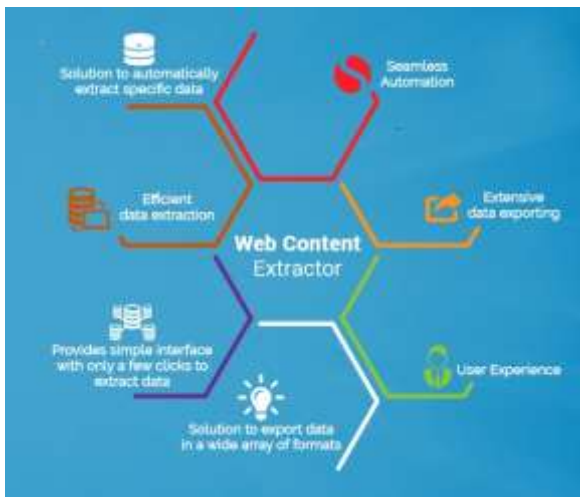 Solution to automatically
extract specific data
Seamless
Automation
Efficient
data extraction
Extensive
data exporting
Web Content
Extractor
Provides simple interface
with only a few clicks to
extract data
User Experience
Solution to export data
in a wide array of formats